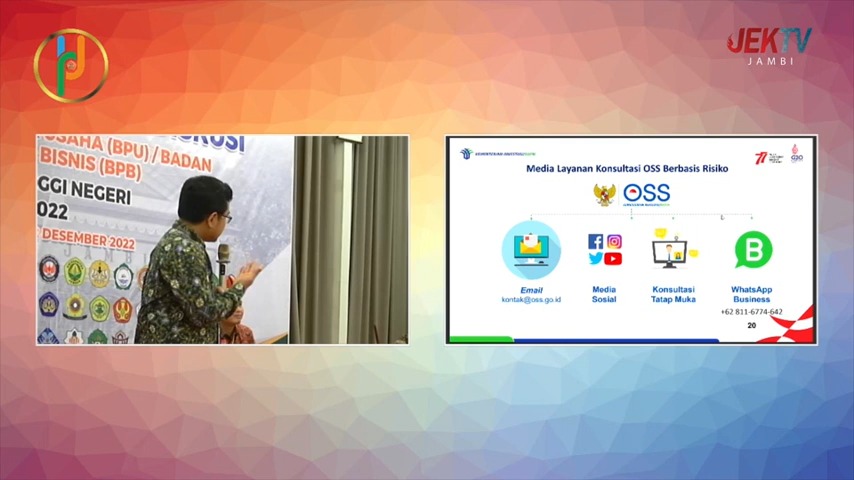 JEKTV
JAMBI
USAHA (BPU) / BADAN
BISNIS (BPB)
GGI NEGERI
2022
DESEMBER 2022
Media Layanan Konsultasi OSS Berbasis Risiko
OSS
Email
kontak@oss.go.id
Media
Sosial
Konsultasi
Tatap Muka
WhatsApp
Business
+62 811-6774-642
20